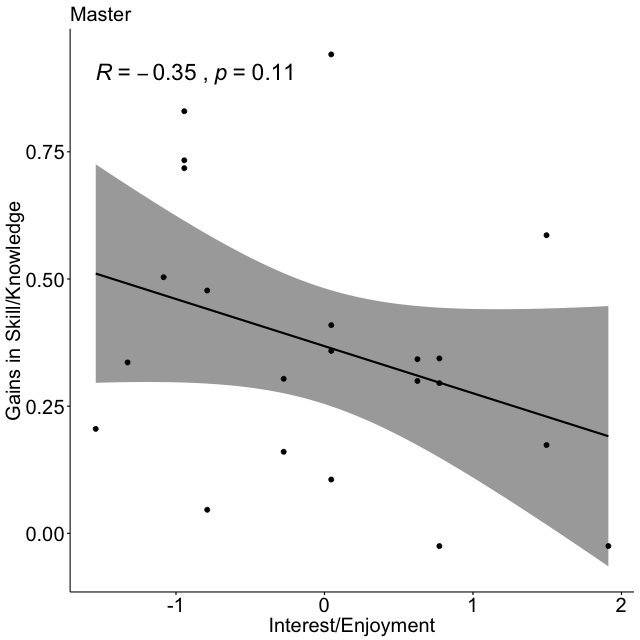 Master
R = −0.35 , p = 0.11
0.75
0.50
0.25
0.00
Gains in Skill/Knowledge
-1 0 1 2
Interest/Enjoyment